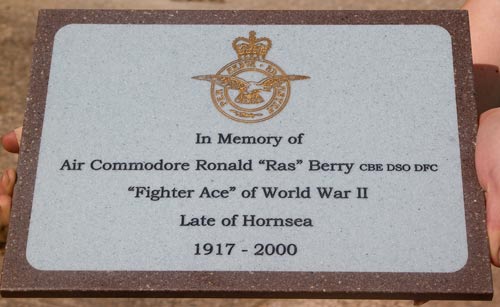 In Memory of
Air Commodore Ronald “Ras” Berry CBE DSO DFC
“Fighter Ace” of World War II
Late of Hornsea
1917 - 2000